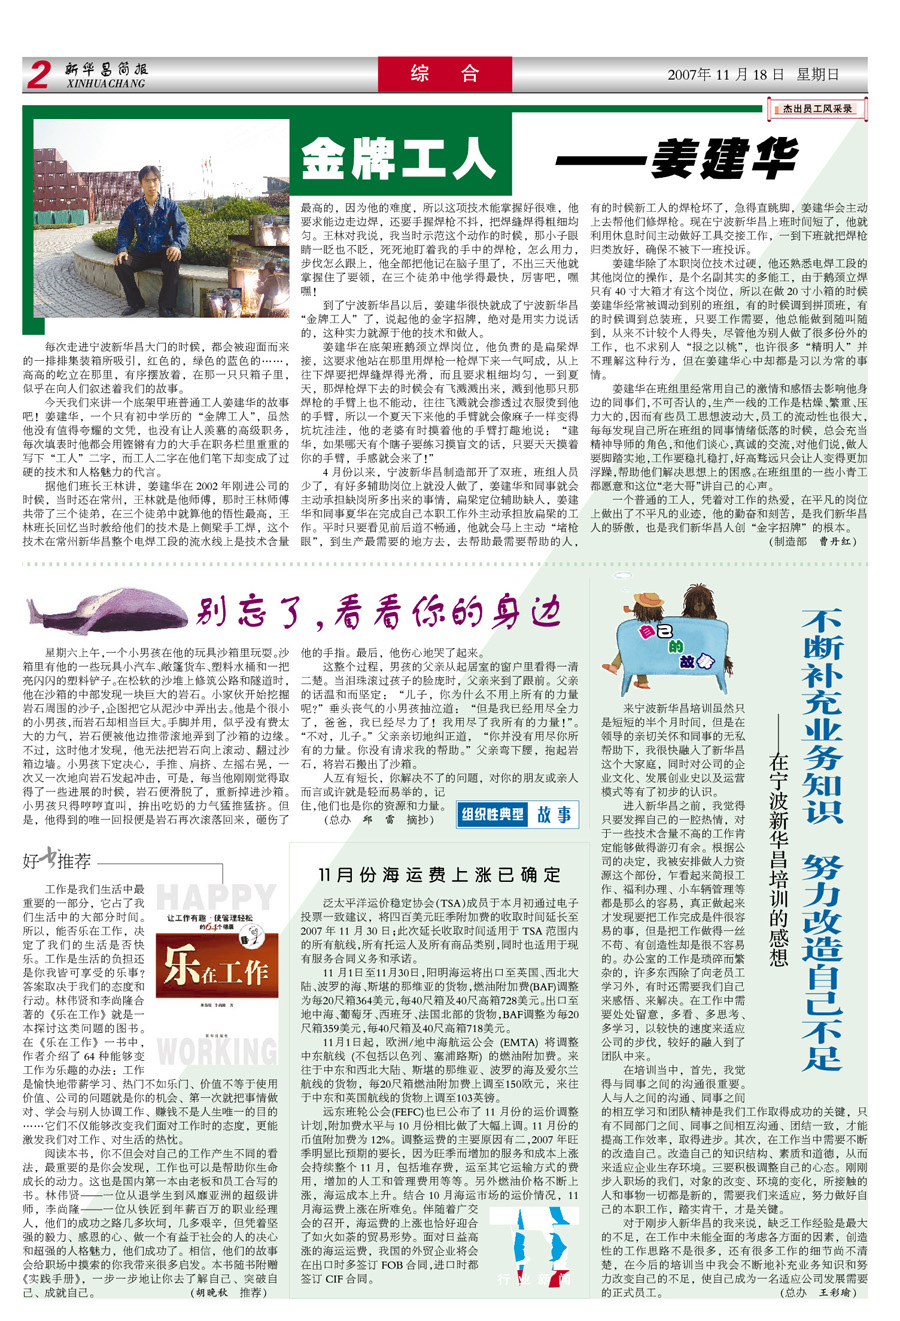 2 新华昌简报
XINHUACHANG
综 合
2007年 11 月 18 日 星期日
杰出员工风采录
金牌工人 ——姜建华
每次走进宁波新华昌大门的时候，都会被迎面而来
的一排排集装箱所吸引，红色的，绿色的蓝色的……，
高高的屹立在那里，有序摆放着，在那一只只箱子里，
似乎在向人们叙述着我们的故事。
今天我们来讲一个底架甲班普通工人姜建华的故事
吧！姜建华，一个只有初中学历的“金牌工人”，虽然
他没有值得夸耀的文凭，也没有让人羡慕的高级职务，
每次填表时他都会用铿锵有力的大手在职务栏里重重的
写下“工人”二字，而工人二字在他们笔下却变成了过
硬的技术和人格魅力的代言。
据他们班长王林讲，姜建华在 2002 年刚进公司的
时候，当时还在常州，王林就是他师傅，那时王林师傅
共带了三个徒弟，在三个徒弟中就算他的悟性最高，王
林班长回忆当时教给他们的技术是上侧梁手工焊，这个
技术在常州新华昌整个电焊工段的流水线上是技术含量
最高的，因为他的难度，所以这项技术能掌握好很难，他
要求能边走边焊，还要手握焊枪不抖，把焊缝焊得粗细均
匀。王林对我说，我当时示范这个动作的时候，那小子眼
睛一眨也不眨，死死地盯着我的手中的焊枪，怎么用力，
步伐怎么跟上，他全部把他记在脑子里了，不出三天他就
掌握住了要领，在三个徒弟中他学得最快，厉害吧，嘿
嘿！
到了宁波新华昌以后，姜建华很快就成了宁波新华昌
“金牌工人”了，说起他的金字招牌，绝对是用实力说话
的，这种实力就源于他的技术和做人。
姜建华在底架班鹅颈立焊岗位，他负责的是扁梁焊
接，这要求他站在那里用焊枪一枪焊下来一气呵成，从上
往下焊要把焊缝焊得光滑，而且要求粗细均匀，一到夏
天，那焊枪焊下去的时候会有飞溅溅出来，溅到他那只那
焊枪的手臂上也不能动，往往飞溅就会渗透过衣服烫到他
的手臂，所以一个夏天下来他的手臂就会像麻子一样变得
坑坑洼洼，他的老婆有时摸着他的手臂打趣地说：“建
华，如果哪天有个瞎子要练习摸盲文的话，只要天天摸着
你的手臂，手感就会来了！”
4 月份以来，宁波新华昌制造部开了双班，班组人员
少了，有好多辅助岗位上就没人做了，姜建华和同事就会
主动承担缺岗所多出来的事情，扁梁定位辅助缺人，姜建
华和同事夏华在完成自己本职工作外主动承担放扁梁的工
作。平时只要看见前后道不畅通，他就会马上主动“堵枪
眼”，到生产最需要的地方去，去帮助最需要帮助的人，
有的时候新工人的焊枪坏了，急得直跳脚，姜建华会主动
上去帮他们修焊枪。现在宁波新华昌上班时间短了，他就
利用休息时间主动做好工具交接工作，一到下班就把焊枪
归类放好，确保不被下一班投诉。
姜建华除了本职岗位技术过硬，他还熟悉电焊工段的
其他岗位的操作，是个名副其实的多能工，由于鹅颈立焊
只有 40 寸大箱才有这个岗位，所以在做 20 寸小箱的时候
姜建华经常被调动到别的班组，有的时候调到拼顶班，有
的时候调到总装班，只要工作需要，他总能做到随叫随
到，从来不计较个人得失，尽管他为别人做了很多份外的
工作，也不求别人“报之以桃”，也许很多“精明人”并
不理解这种行为，但在姜建华心中却都是习以为常的事
情。
姜建华在班组里经常用自己的激情和感悟去影响他身
边的同事们，不可否认的，生产一线的工作是枯燥、繁重、压
力大的，因而有些员工思想波动大，员工的流动性也很大，
每每发现自己所在班组的同事情绪低落的时候，总会充当
精神导师的角色，和他们谈心，真诚的交流，对他们说，做人
要脚踏实地，工作要稳扎稳打，好高骛远只会让人变得更加
浮躁，帮助他们解决思想上的困惑。在班组里的一些小青工
都愿意和这位“老大哥”讲自己的心声。
一个普通的工人，凭着对工作的热爱，在平凡的岗位
上做出了不平凡的业迹，他的勤奋和刻苦，是我们新华昌
人的骄傲，也是我们新华昌人创“金字招牌”的根本。
（制造部 曹丹红）
别忘了，看看你的身边
星期六上午，一个小男孩在他的玩具沙箱里玩耍。沙
箱里有他的一些玩具小汽车、敞篷货车、塑料水桶和一把
亮闪闪的塑料铲子。在松软的沙堆上修筑公路和隧道时，
他在沙箱的中部发现一块巨大的岩石。小家伙开始挖掘
岩石周围的沙子，企图把它从泥沙中弄出去。他是个很小
的小男孩，而岩石却相当巨大。手脚并用，似乎没有费太
大的力气，岩石便被他边推带滚地弄到了沙箱的边缘。
不过，这时他才发现，他无法把岩石向上滚动、翻过沙
箱边墙。小男孩下定决心，手推、肩挤、左摇右晃，一
次又一次地向岩石发起冲击，可是，每当他刚刚觉得取
得了一些进展的时候，岩石便滑脱了，重新掉进沙箱。
小男孩只得哼哼直叫，拚出吃奶的力气猛推猛挤。但
是，他得到的唯一回报便是岩石再次滚落回来，砸伤了
他的手指。最后，他伤心地哭了起来。
这整个过程，男孩的父亲从起居室的窗户里看得一清
二楚。当泪珠滚过孩子的脸庞时，父亲来到了跟前。父亲
的话温和而坚定：“儿子，你为什么不用上所有的力量
呢？”垂头丧气的小男孩抽泣道：“但是我已经用尽全力
了，爸爸，我已经尽力了！我用尽了我所有的力量！”。
“不对，儿子。”父亲亲切地纠正道，“你并没有用尽你所
有的力量。你没有请求我的帮助。”父亲弯下腰，抱起岩
石，将岩石搬出了沙箱。
人互有短长，你解决不了的问题，对你的朋友或亲人
而言或许就是轻而易举的，记
住，他们也是你的资源和力量。
（总办 邱 雷 摘抄）
组织性典型 故 事
好书推荐
工作是我们生活中最
重要的一部分，它占了我
们生活中的大部分时间。
所以，能否乐在工作，决
定了我们的生活是否快
乐。工作是生活的负担还
是你我皆可享受的乐事？
答案取决于我们的态度和
行动。林伟贤和李尚隆合
著的《乐在工作》就是一
本探讨这类问题的图书。
在《乐在工作》一书中，
作者介绍了 64 种能够变
工作为乐趣的办法：工作
是愉快地带薪学习、热门不如乐门、价值不等于使用
价值、公司的问题就是你的机会、第一次就把事情做
对、学会与别人协调工作、赚钱不是人生唯一的目的
……它们不仅能够改变我们面对工作时的态度，更能
激发我们对工作、对生活的热忱。
阅读本书，你不但会对自己的工作产生不同的看
法，最重要的是你会发现，工作也可以是帮助你生命
成长的动力。这也是国内第一本由老板和员工合写的
书。林伟贤——一位从退学生到风靡亚洲的超级讲
师，李尚隆——一位从铁匠到年薪百万的职业经理
人，他们的成功之路几多坎坷，几多艰辛，但凭着坚
强的毅力、感恩的心、做一个有益于社会的人的决心
和超强的人格魅力，他们成功了。相信，他们的故事
会给职场中摸索的你我带来很多启发。本书随书附赠
《实践手册》，一步一步地让你去了解自己、突破自
己、成就自己。 （胡晚秋 推荐）
HAPPY
让工作有趣·使管理轻松
的64个锦囊
乐在工作
WORKING
11月份海运费上涨已确定
泛太平洋运价稳定协会(TSA)成员于本月初通过电子
投票一致建议，将四百美元旺季附加费的收取时间延长至
2007 年 11 月 30 日；此次延长收取时间适用于 TSA 范围内
的所有航线，所有托运人及所有商品类别，同时也适用于现
有服务合同义务和承诺。
11 月1日至11月30日，阳明海运将出口至英国、西北大
陆、波罗的海、斯堪的那维亚的货物，燃油附加费(BAF)调整
为每20尺箱364美元，每40尺箱及40尺高箱728美元。出口至
地中海、葡萄牙、西班牙、法国北部的货物，BAF调整为每20
尺箱359美元，每40尺箱及40尺高箱718美元。
11月1日起，欧洲/地中海航运公会 (EMTA) 将调整
中东航线 (不包括以色列、塞浦路斯) 的燃油附加费。来
往于中东和西北大陆、斯堪的那维亚、波罗的海及爱尔兰
航线的货物，每20尺箱燃油附加费上调至150欧元，来往
于中东和英国航线的货物上调至103英镑。
远东班轮公会(FEFC)也已公布了 11 月份的运价调整
计划，附加费水平与 10 月份相比做了大幅上调。11 月份的
币值附加费为 12%。调整运费的主要原因有二，2007 年旺
季明显比预期的要长，因为旺季而增加的服务和成本上涨
会持续整个 11 月，包括堆存费，运至其它运输方式的费
用，增加的人工和管理费用等等。另外燃油价格不断上
涨，海运成本上升。结合 10 月海运市场的运价情况，11
月海运费上涨在所难免。伴随着广交
会的召开，海运费的上涨也恰好迎合
了如火如荼的贸易形势。面对日益高
涨的海运运费，我国的外贸企业将会
在出口时多签订 FOB 合同，进口时都
签订 CIF 合同。
行 业 新 闻
自己的故事
不断补充业务知识 努力改造自己不足
——在宁波新华昌培训的感想
来宁波新华昌培训虽然只
是短短的半个月时间，但是在
领导的亲切关怀和同事的无私
帮助下，我很快融入了新华昌
这个大家庭，同时对公司的企
业文化、发展创业史以及运营
模式等有了初步的认识。
进入新华昌之前，我觉得
只要发挥自己的一腔热情，对
于一些技术含量不高的工作肯
定能够做得游刃有余。根据公
司的决定，我被安排做人力资
源这个部份，乍看起来简报工
作、福利办理、小车辆管理等
都是那么的容易，真正做起来
才发现要把工作完成是件很容
易的事，但是把工作做得一丝
不苟、有创造性却是很不容易
的。办公室的工作是琐碎而繁
杂的，许多东西除了向老员工
学习外，有时还需要我们自己
来感悟、来解决。在工作中需
要处处留意，多看、多思考、
多学习，以较快的速度来适应
公司的步伐，较好的融入到了
团队中来。
在培训当中，首先，我觉
得与同事之间的沟通很重要。
人与人之间的沟通、同事之间
的相互学习和团队精神是我们工作取得成功的关键，只
有不同部门之间、同事之间相互沟通、团结一致，才能
提高工作效率，取得进步。其次，在工作当中需要不断
的改造自己。改造自己的知识结构、素质和道德，从而
来适应企业生存环境。三要积极调整自己的心态。刚刚
步入职场的我们，对象的改变、环境的变化，所接触的
人和事物一切都是新的，需要我们来适应，努力做好自
己的本职工作，踏实肯干，才是关键。
对于刚步入新华昌的我来说，缺乏工作经验是最大
的不足，在工作中未能全面的考虑各方面的因素，创造
性的工作思路不是很多，还有很多工作的细节尚不清
楚，在今后的培训当中我会不断地补充业务知识和努
力改变自己的不足，使自己成为一名适应公司发展需要
的正式员工。 （总办 王彩瑜）